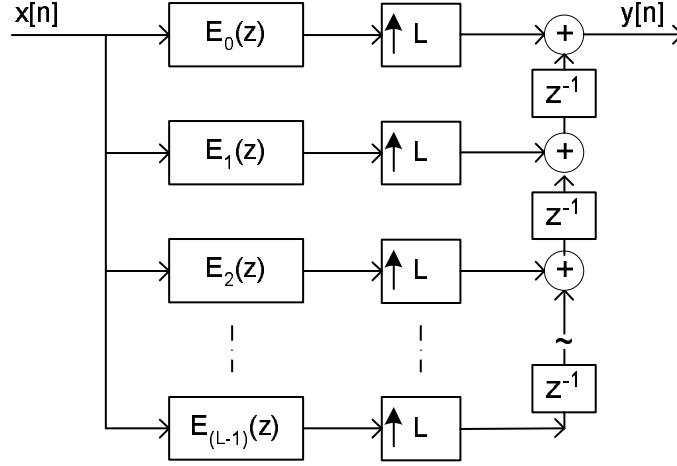 x[n] E₀(z) L + y[n]
z⁻¹
E₁(z) L +
z⁻¹
E₂(z) L +
~
z⁻¹
E₍L-1₎(z) L